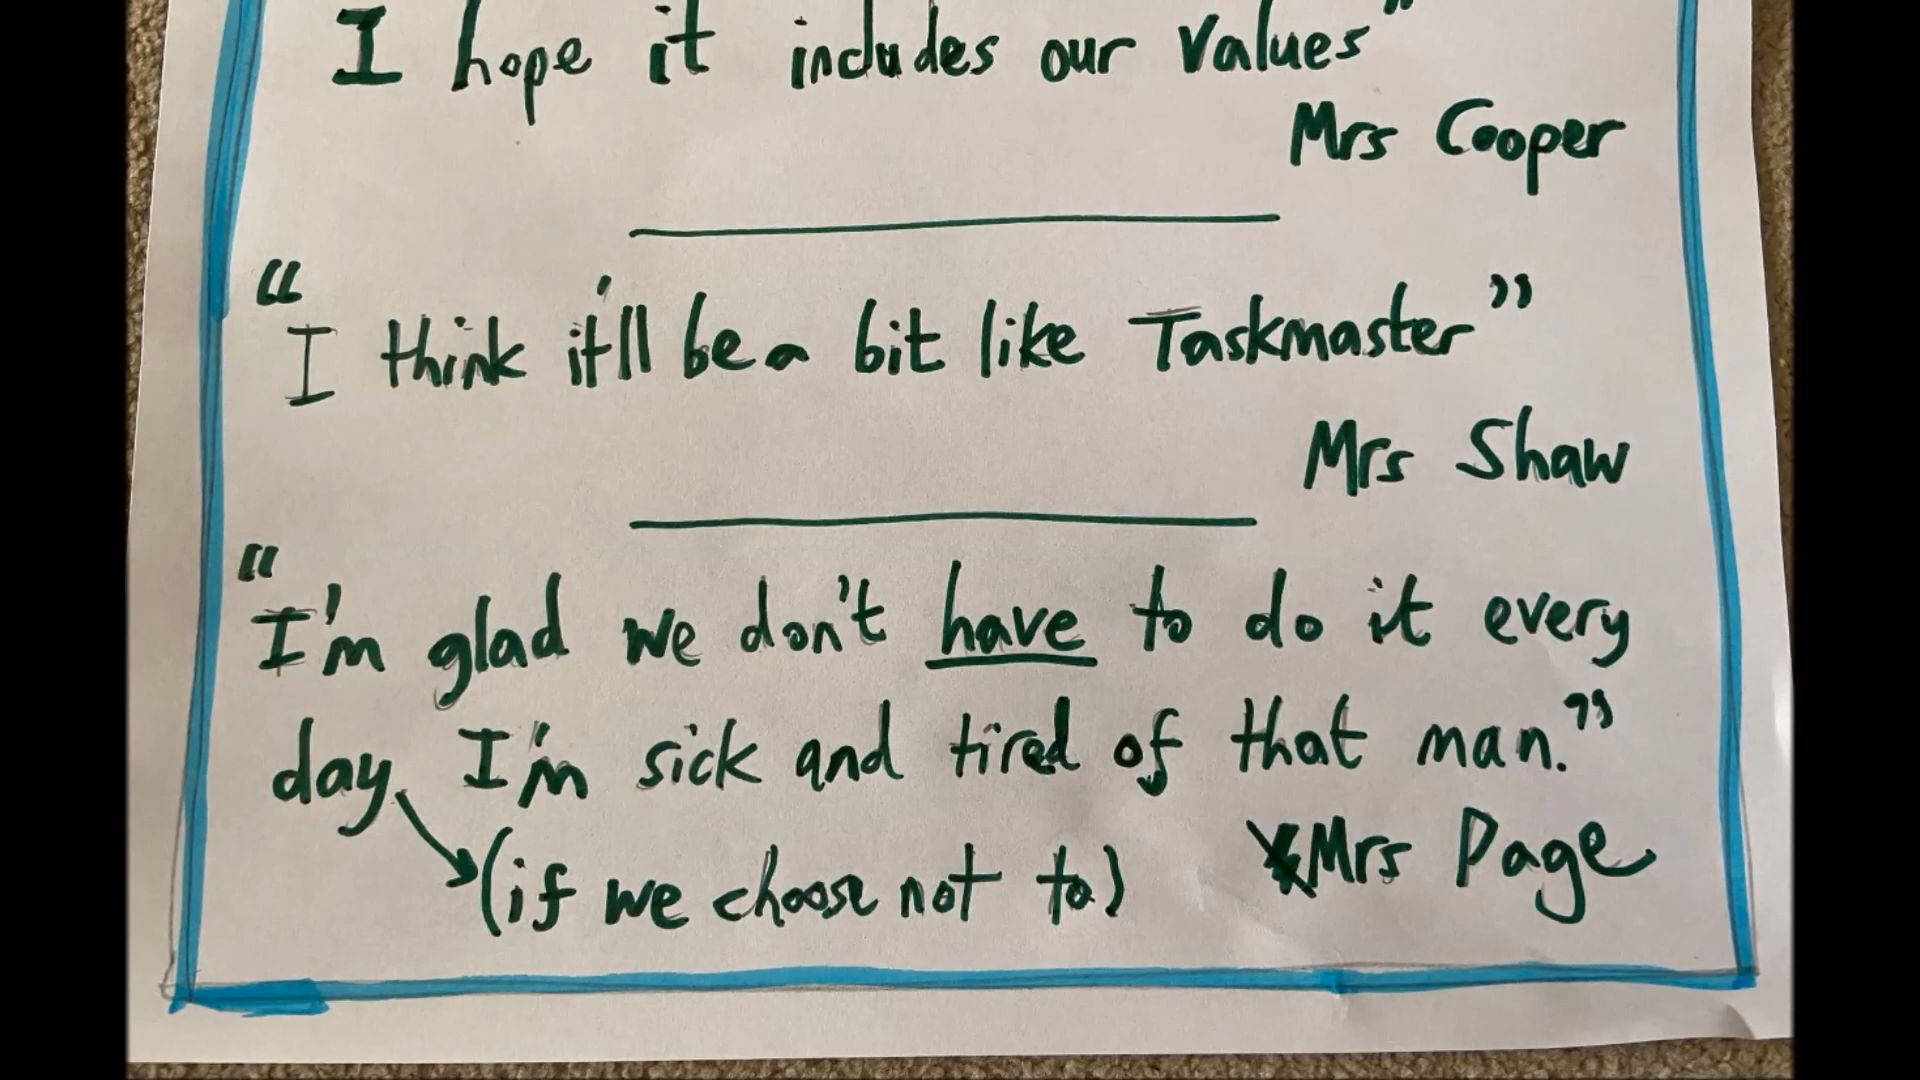 I hope it includes our values"
Mrs Cooper
"I think it'll be a bit like Taskmaster"
Mrs Shaw
"I'm glad we don't have to do it every
day. I'm sick and tired of that man."
(if we choose not to)
Mrs Page